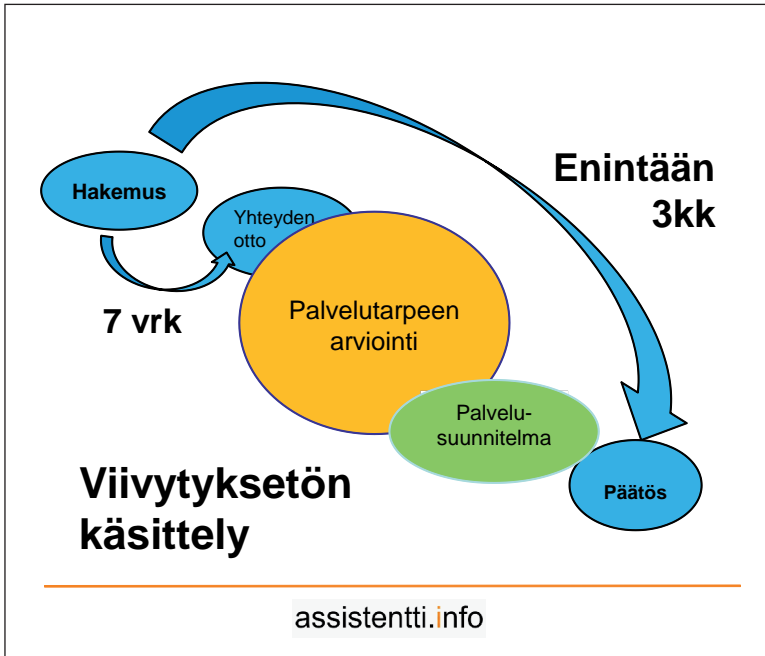 Hakemus
Yhteyden
otto
7 vrk
Enintään
3kk
Palvelutarpeen
arviointi
Palvelu-
suunnitelma
Päätös
Viivytyksetön
käsittely
assistentti.info